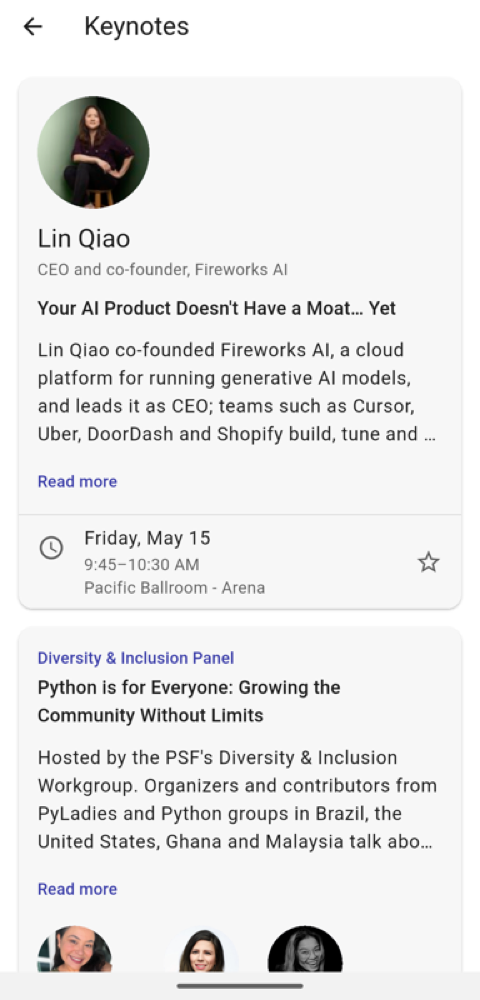 Keynotes
Lin Qiao
CEO and co-founder, Fireworks AI
Your AI Product Doesn't Have a Moat... Yet
Lin Qiao co-founded Fireworks AI, a cloud
platform for running generative AI models,
and leads it as CEO; teams such as Cursor,
Uber, DoorDash and Shopify build, tune and ...
Read more
Friday, May 15
9:45–10:30 AM
Pacific Ballroom - Arena
Diversity & Inclusion Panel
Python is for Everyone: Growing the
Community Without Limits
Hosted by the PSF's Diversity & Inclusion
Workgroup. Organizers and contributors from
PyLadies and Python groups in Brazil, the
United States, Ghana and Malaysia talk abo...
Read more